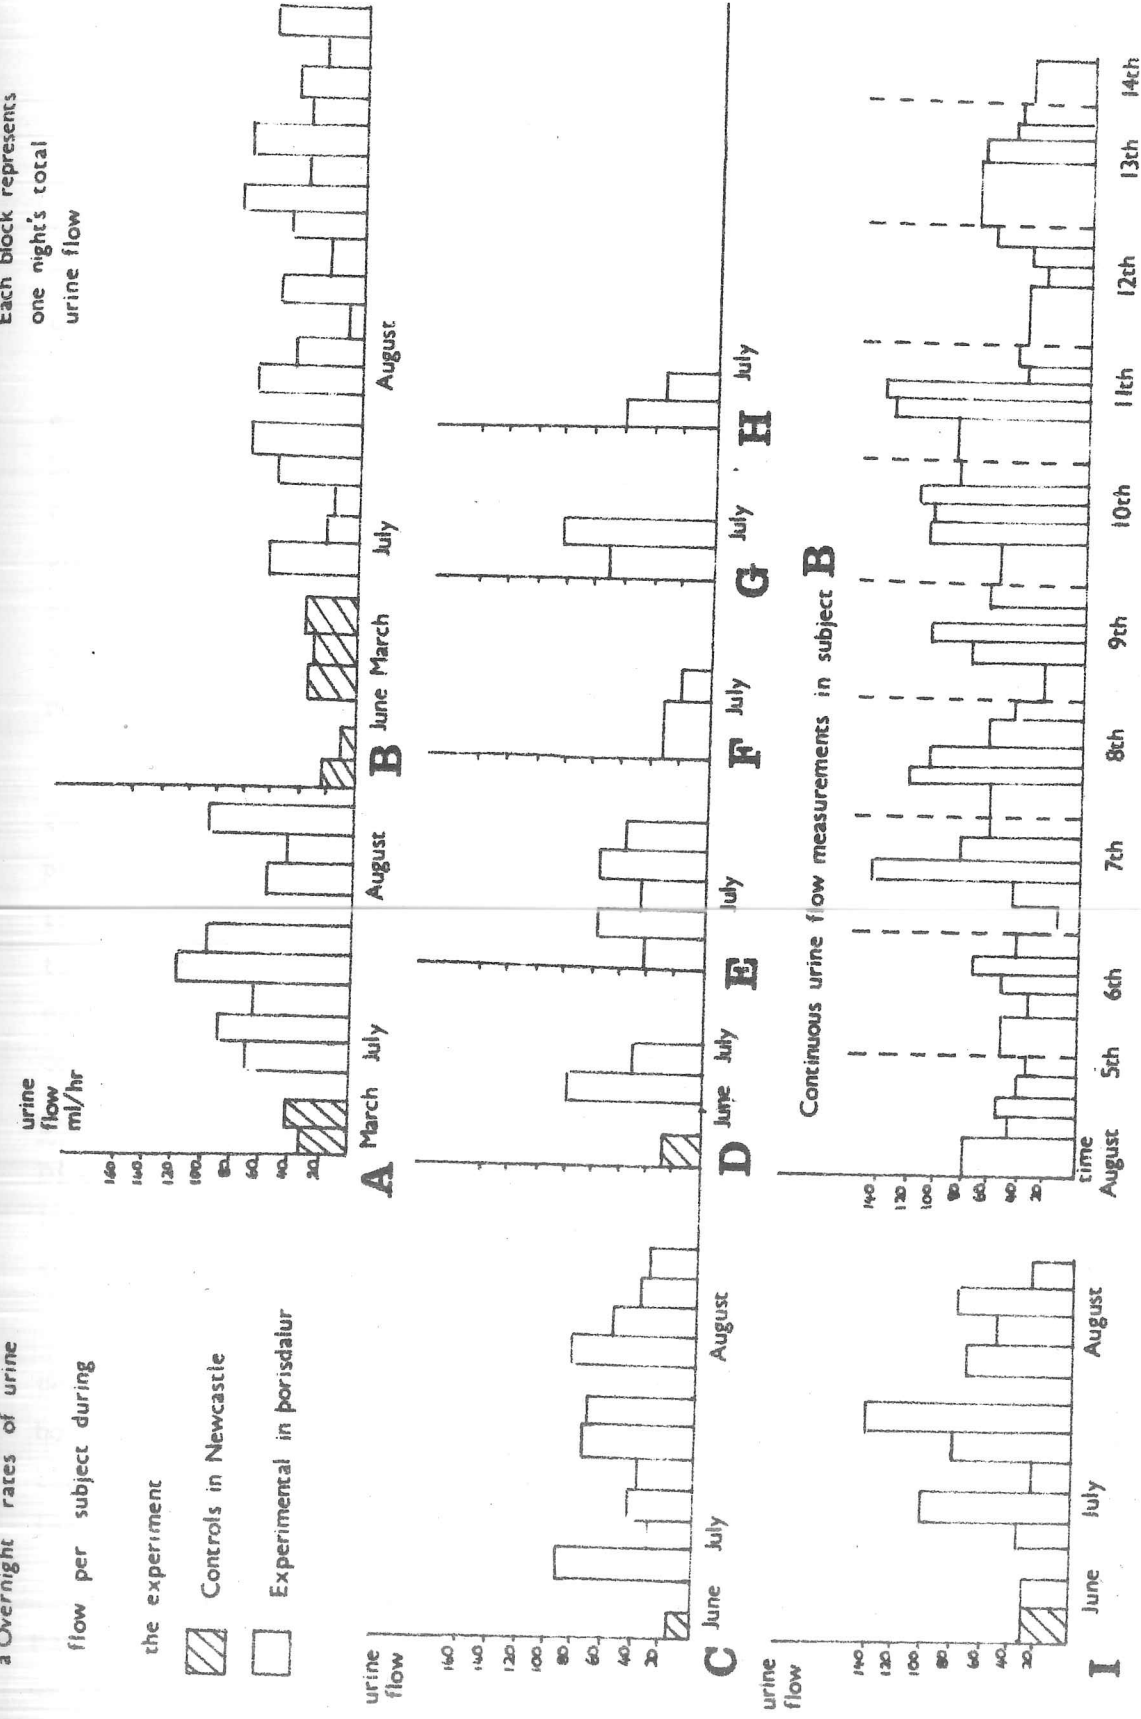 a Overnight rates of urine
flow per subject during
the experiment
Controls in Newcastle
Experimental in þorisdalur
Each block represents
one night's total
urine flow
urine
flow
ml/hr
160
140
120
100
80
60
40
20
March July August
A
June March July August
B
urine
flow
160
140
120
100
80
60
40
20
June July August
C
June July
D
July
E
July
F
July
G
July
H
urine
flow
140
120
100
80
60
40
20
June July August
I
Continuous urine flow measurements in subject B
140
120
100
80
60
40
20
time
August 5th 6th 7th 8th 9th 10th 11th 12th 13th 14th